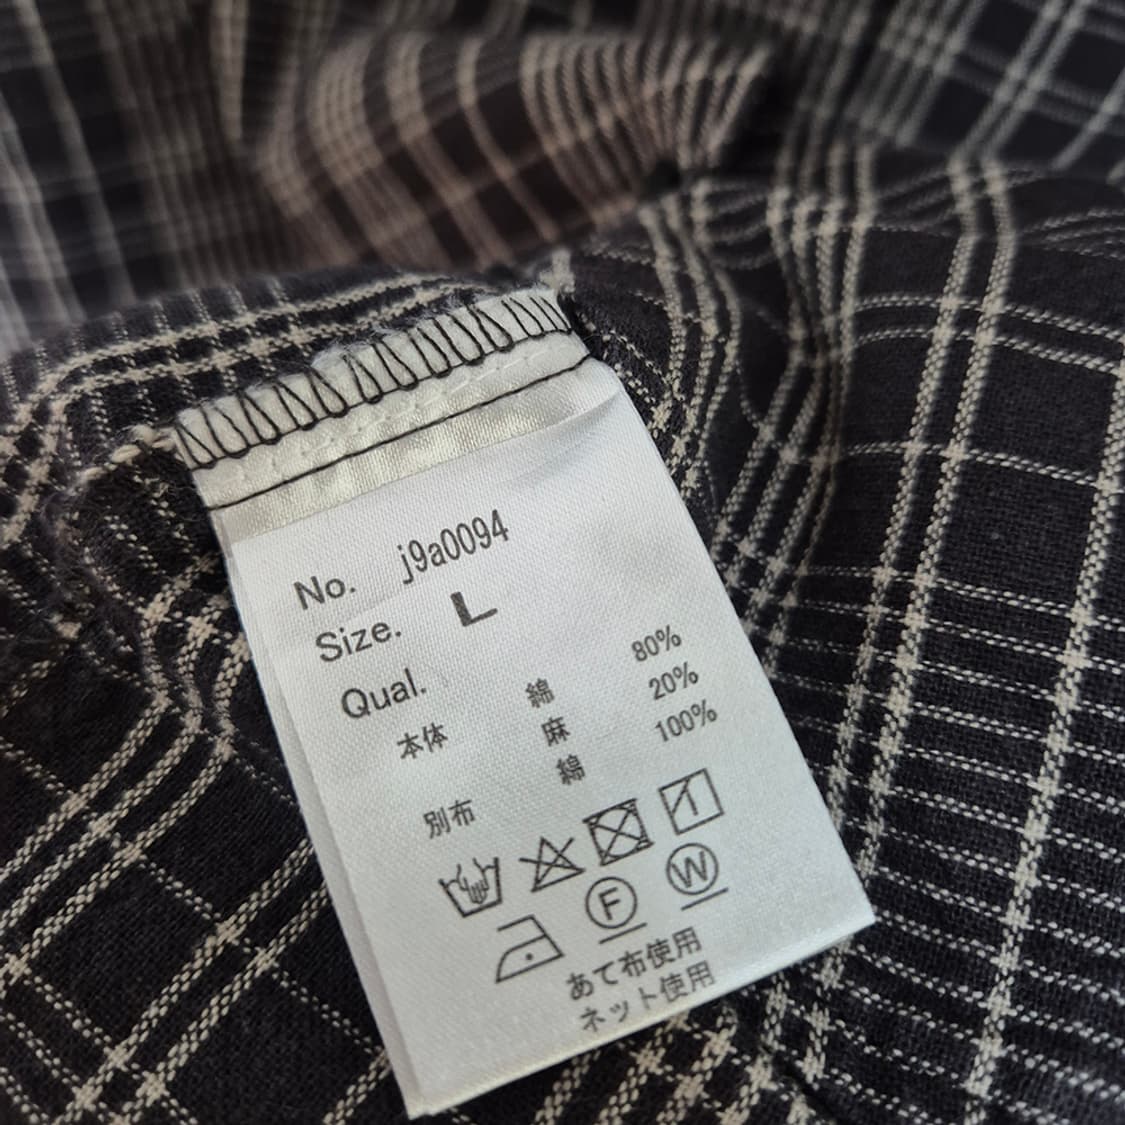 No. j9a0094
Size. L
Qual.
本体 綿 80%
麻 20%
別布 綿 100%
F W
あて布使用
ネット使用